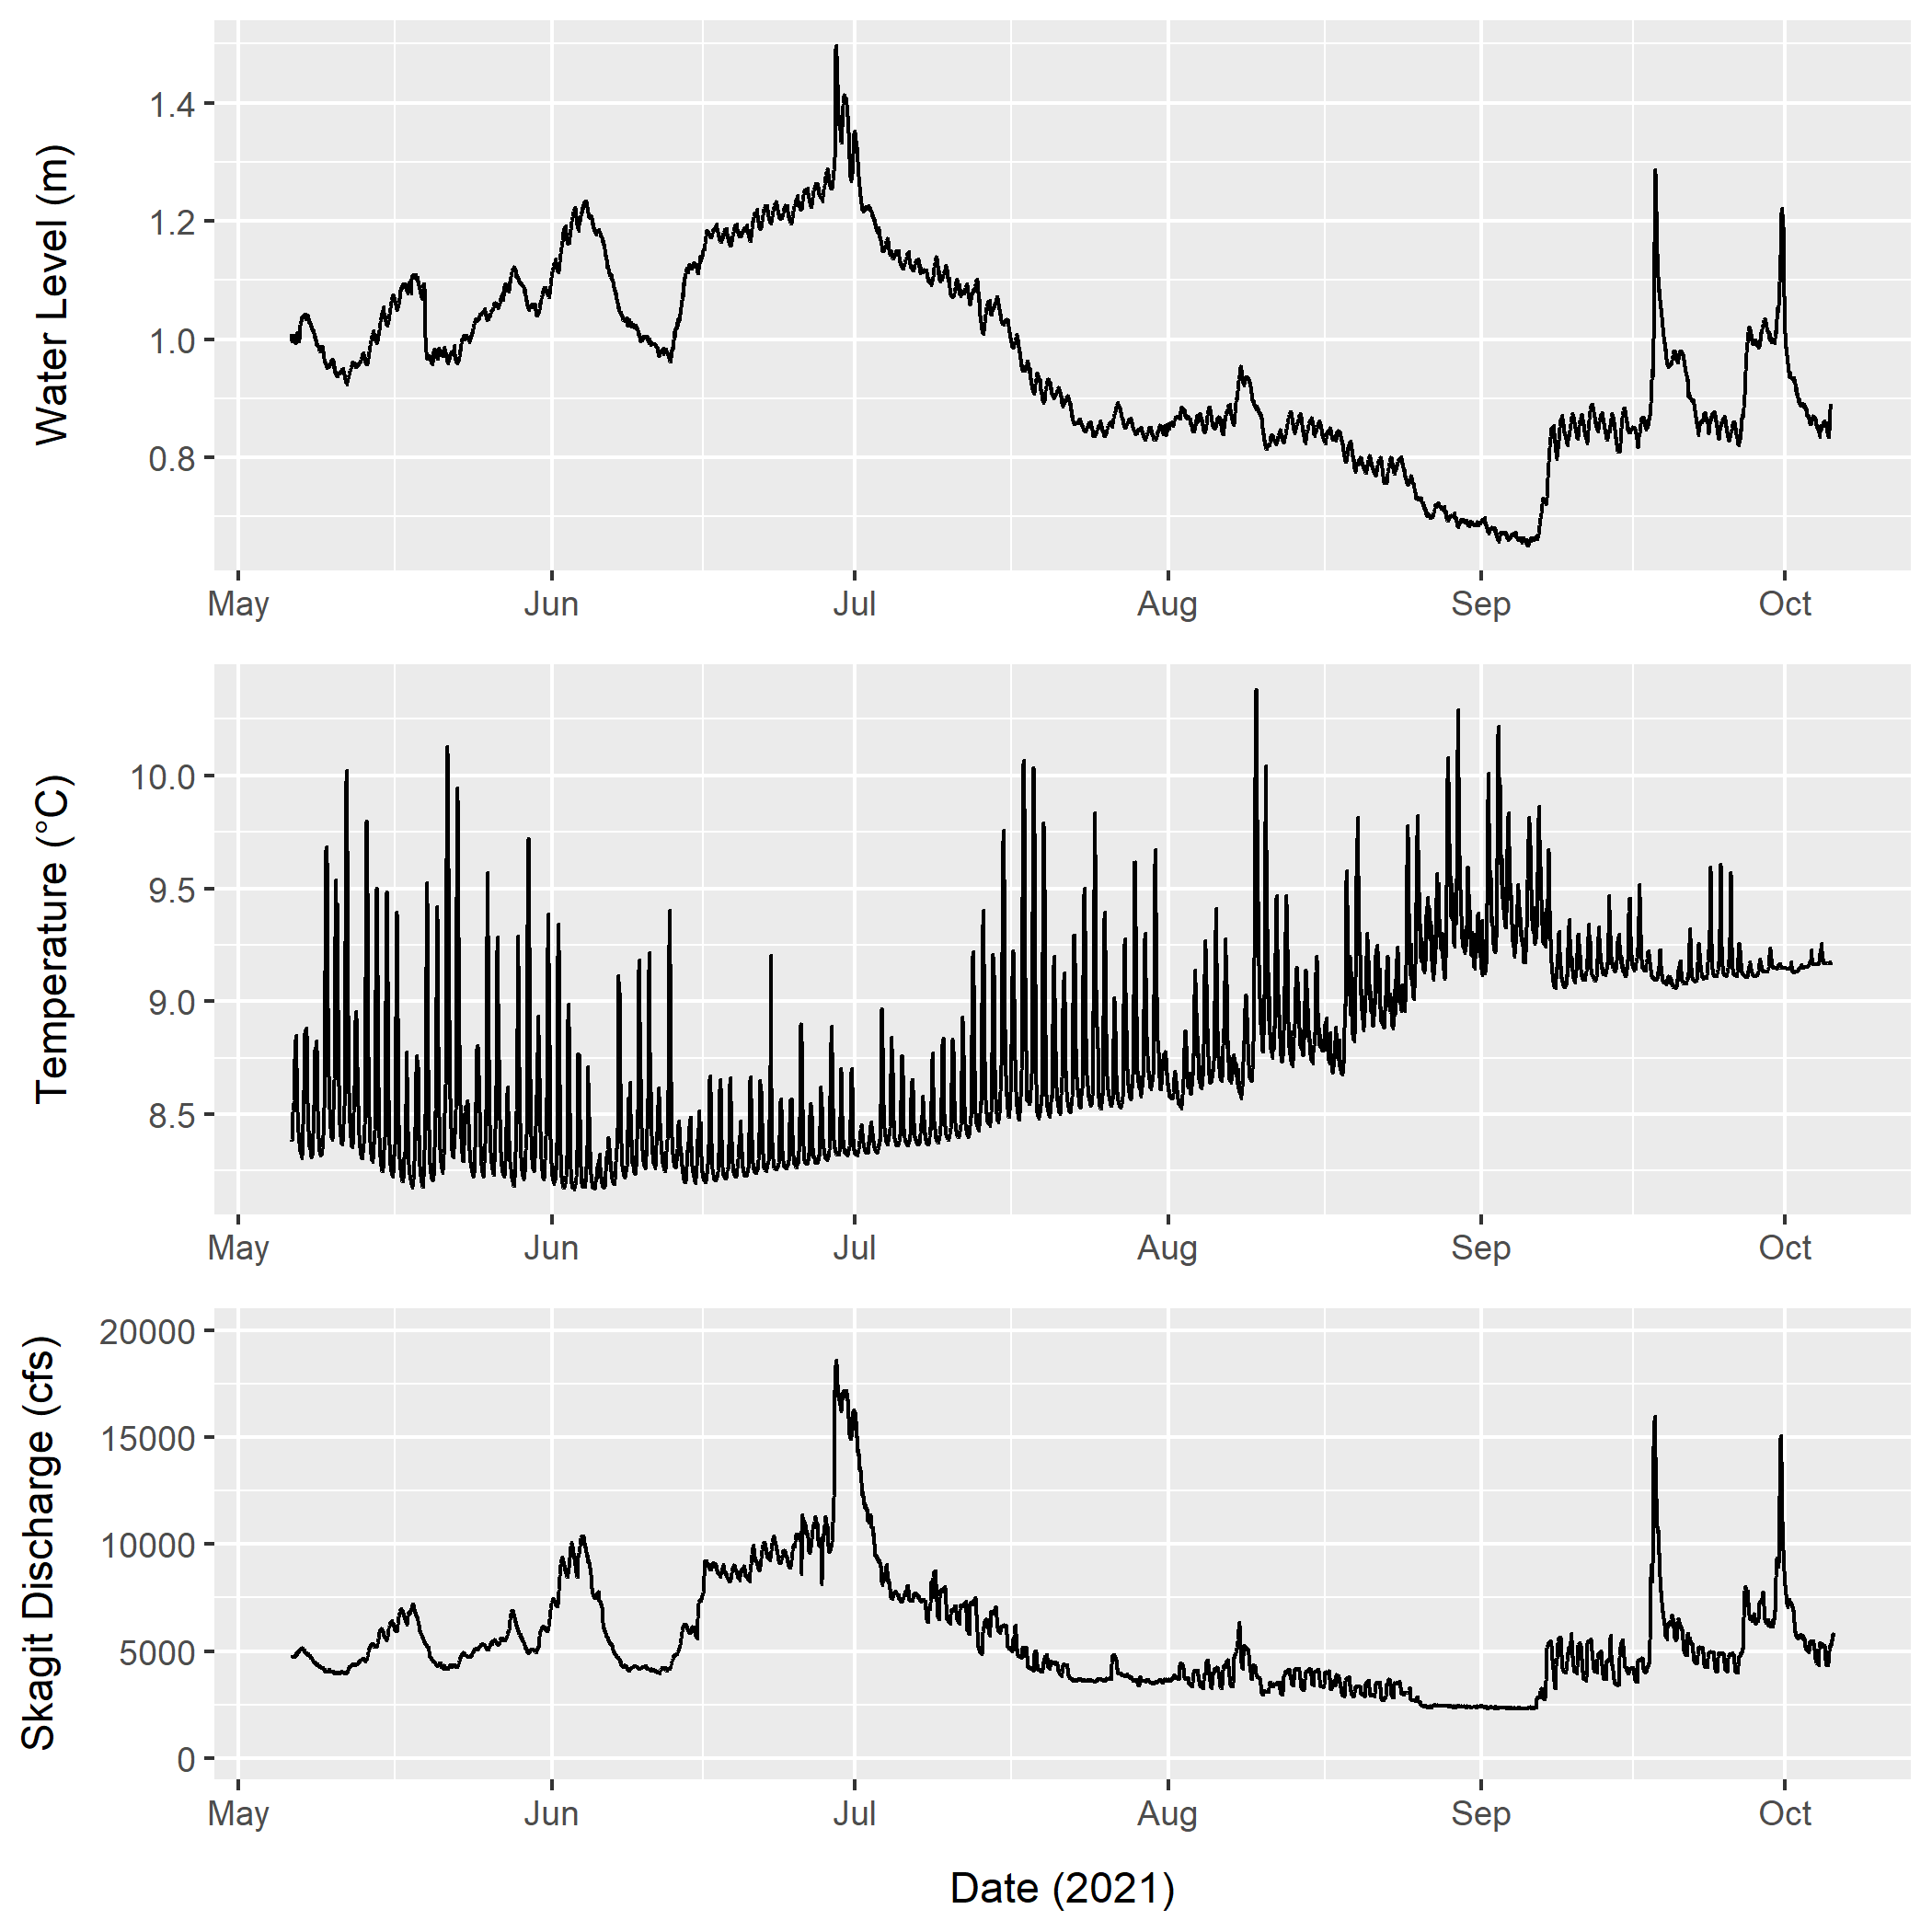 Water Level (m)
1.4
1.2
1.0
0.8
May Jun Jul Aug Sep Oct
Temperature (°C)
10.0
9.5
9.0
8.5
May Jun Jul Aug Sep Oct
Skagit Discharge (cfs)
20000
15000
10000
5000
0
May Jun Jul Aug Sep Oct
Date (2021)